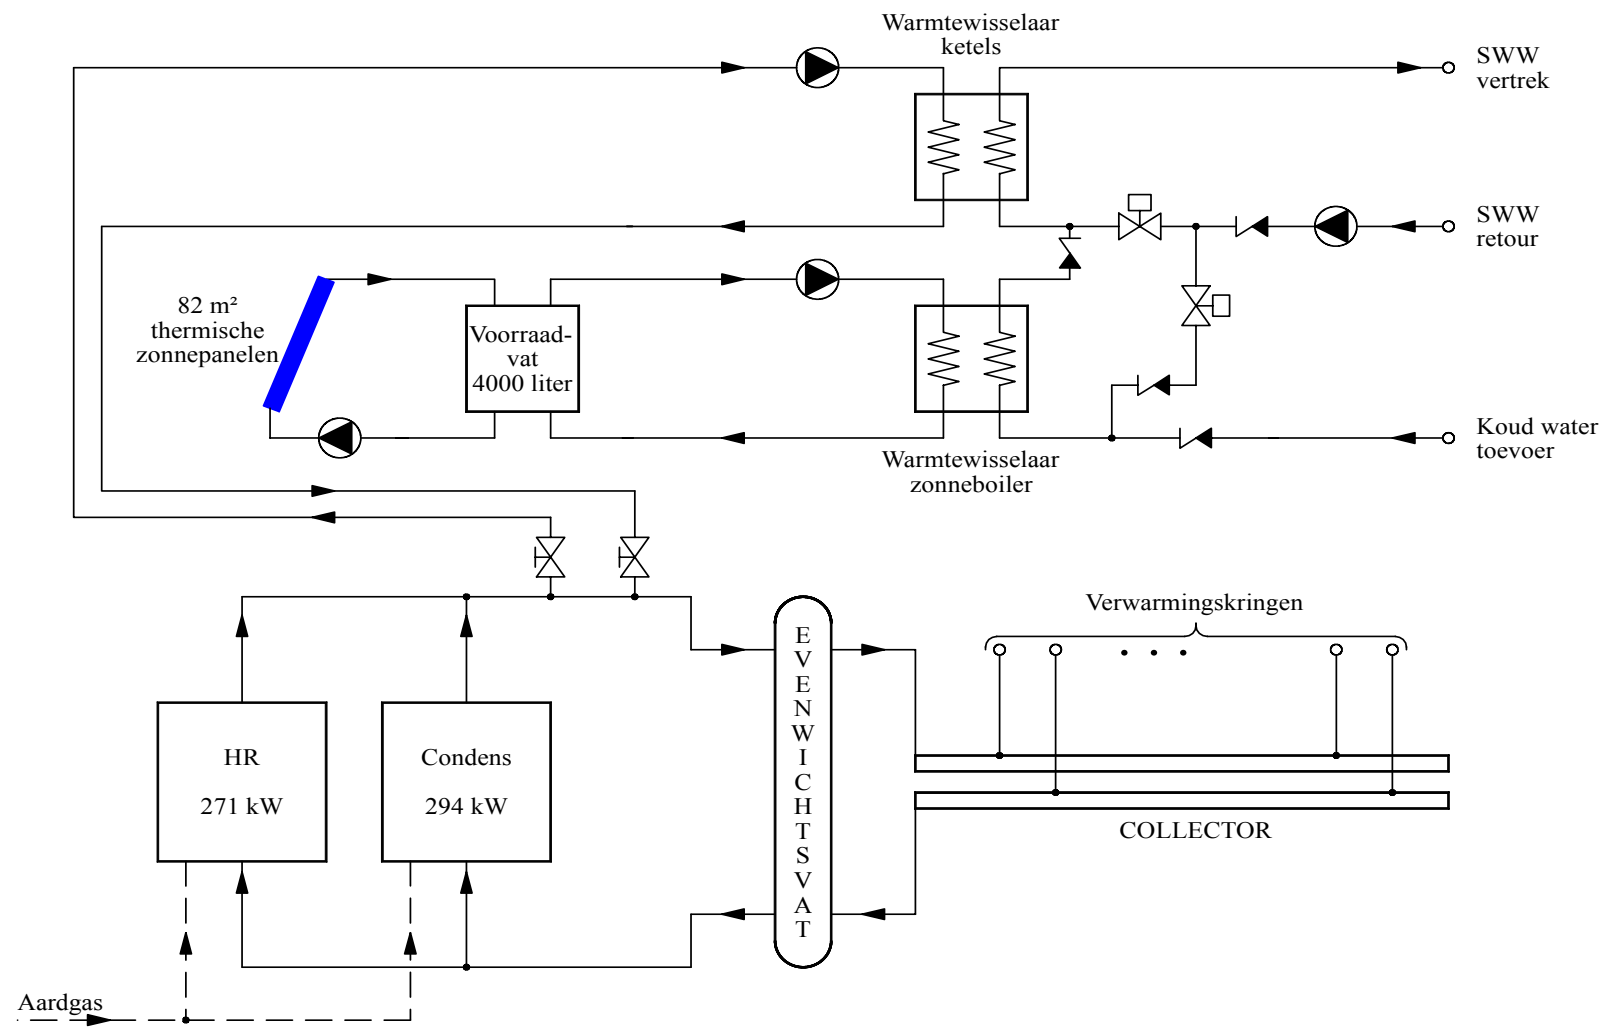 Warmtewisselaar
ketels
SWW
vertrek
SWW
retour
82 m²
thermische
zonnepanelen
Voorraad-
vat
4000 liter
Koud water
toevoer
Warmtewisselaar
zonneboiler
Verwarmingskringen
E
V
E
N
W
I
C
H
T
S
V
A
T
HR
271 kW
Condens
294 kW
COLLECTOR
Aardgas